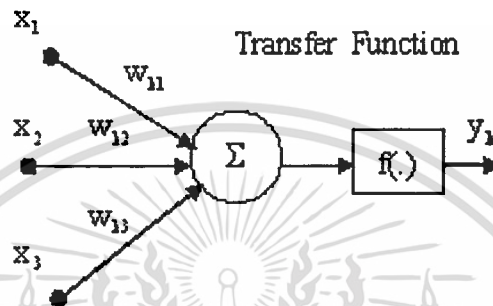 x₁
Transfer Function
w₁₁
x₂
w₁₂
Σ
f(.)
y₁
w₁₃
x₃